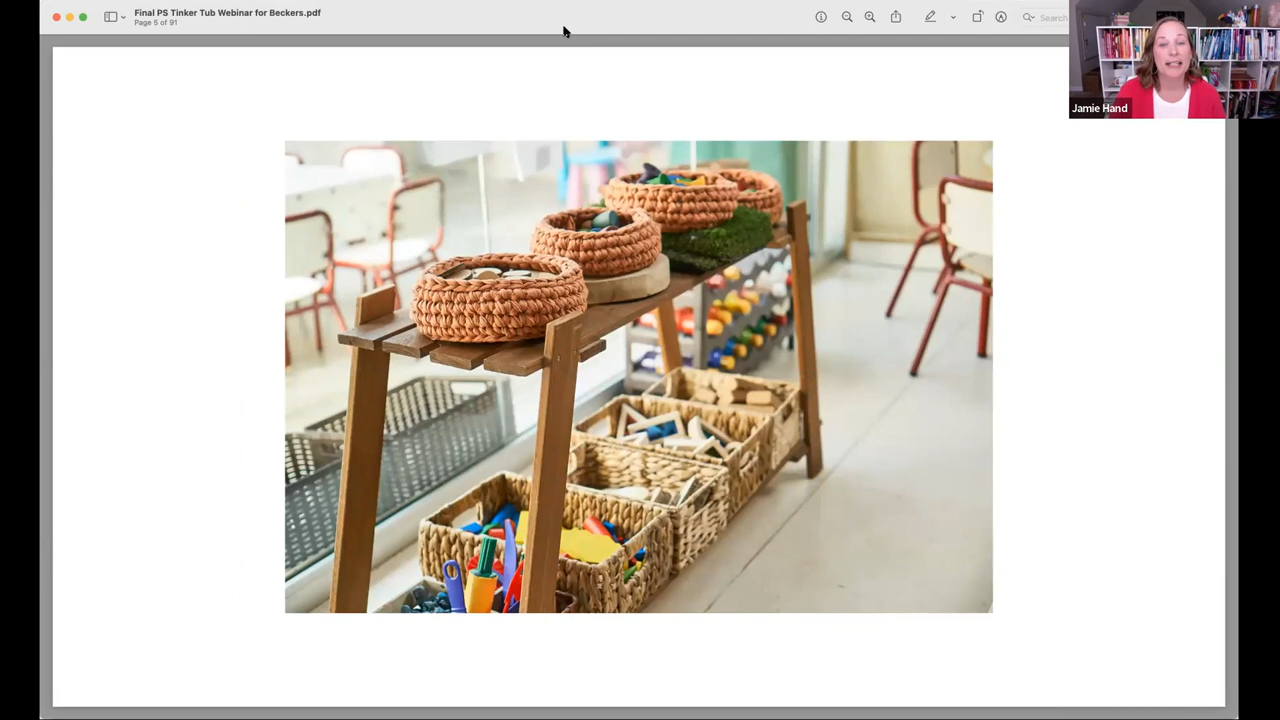 Final PS Tinker Tub Webinar for Beckers.pdf
Page 5 of 91
Search
Jamie Hand